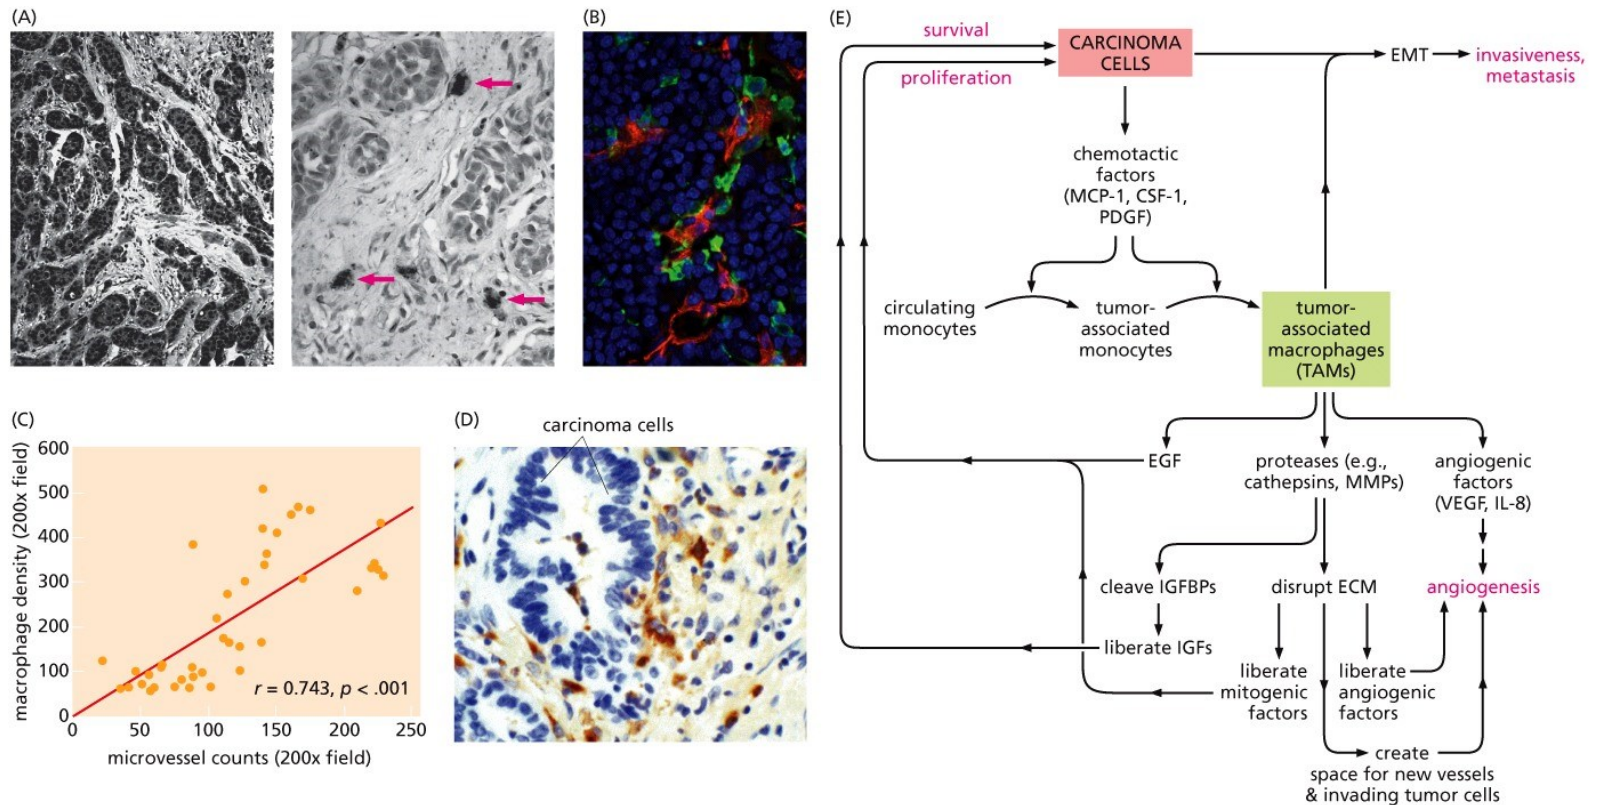 (A)
(B)
(C)
macrophage density (200x field)
600
500
400
300
200
100
0
0
50
100
150
200
250
r = 0.743, p < .001
microvessel counts (200x field)
(D)
carcinoma cells
(E)
survival
proliferation
CARCINOMA
CELLS
EMT
invasiveness,
metastasis
chemotactic
factors
(MCP-1, CSF-1,
PDGF)
circulating
monocytes
tumor-
associated
monocytes
tumor-
associated
macrophages
(TAMs)
EGF
proteases (e.g.,
cathepsins, MMPs)
angiogenic
factors
(VEGF, IL-8)
cleave IGFBPs
disrupt ECM
angiogenesis
liberate IGFs
liberate
mitogenic
factors
liberate
angiogenic
factors
create
space for new vessels
& invading tumor cells